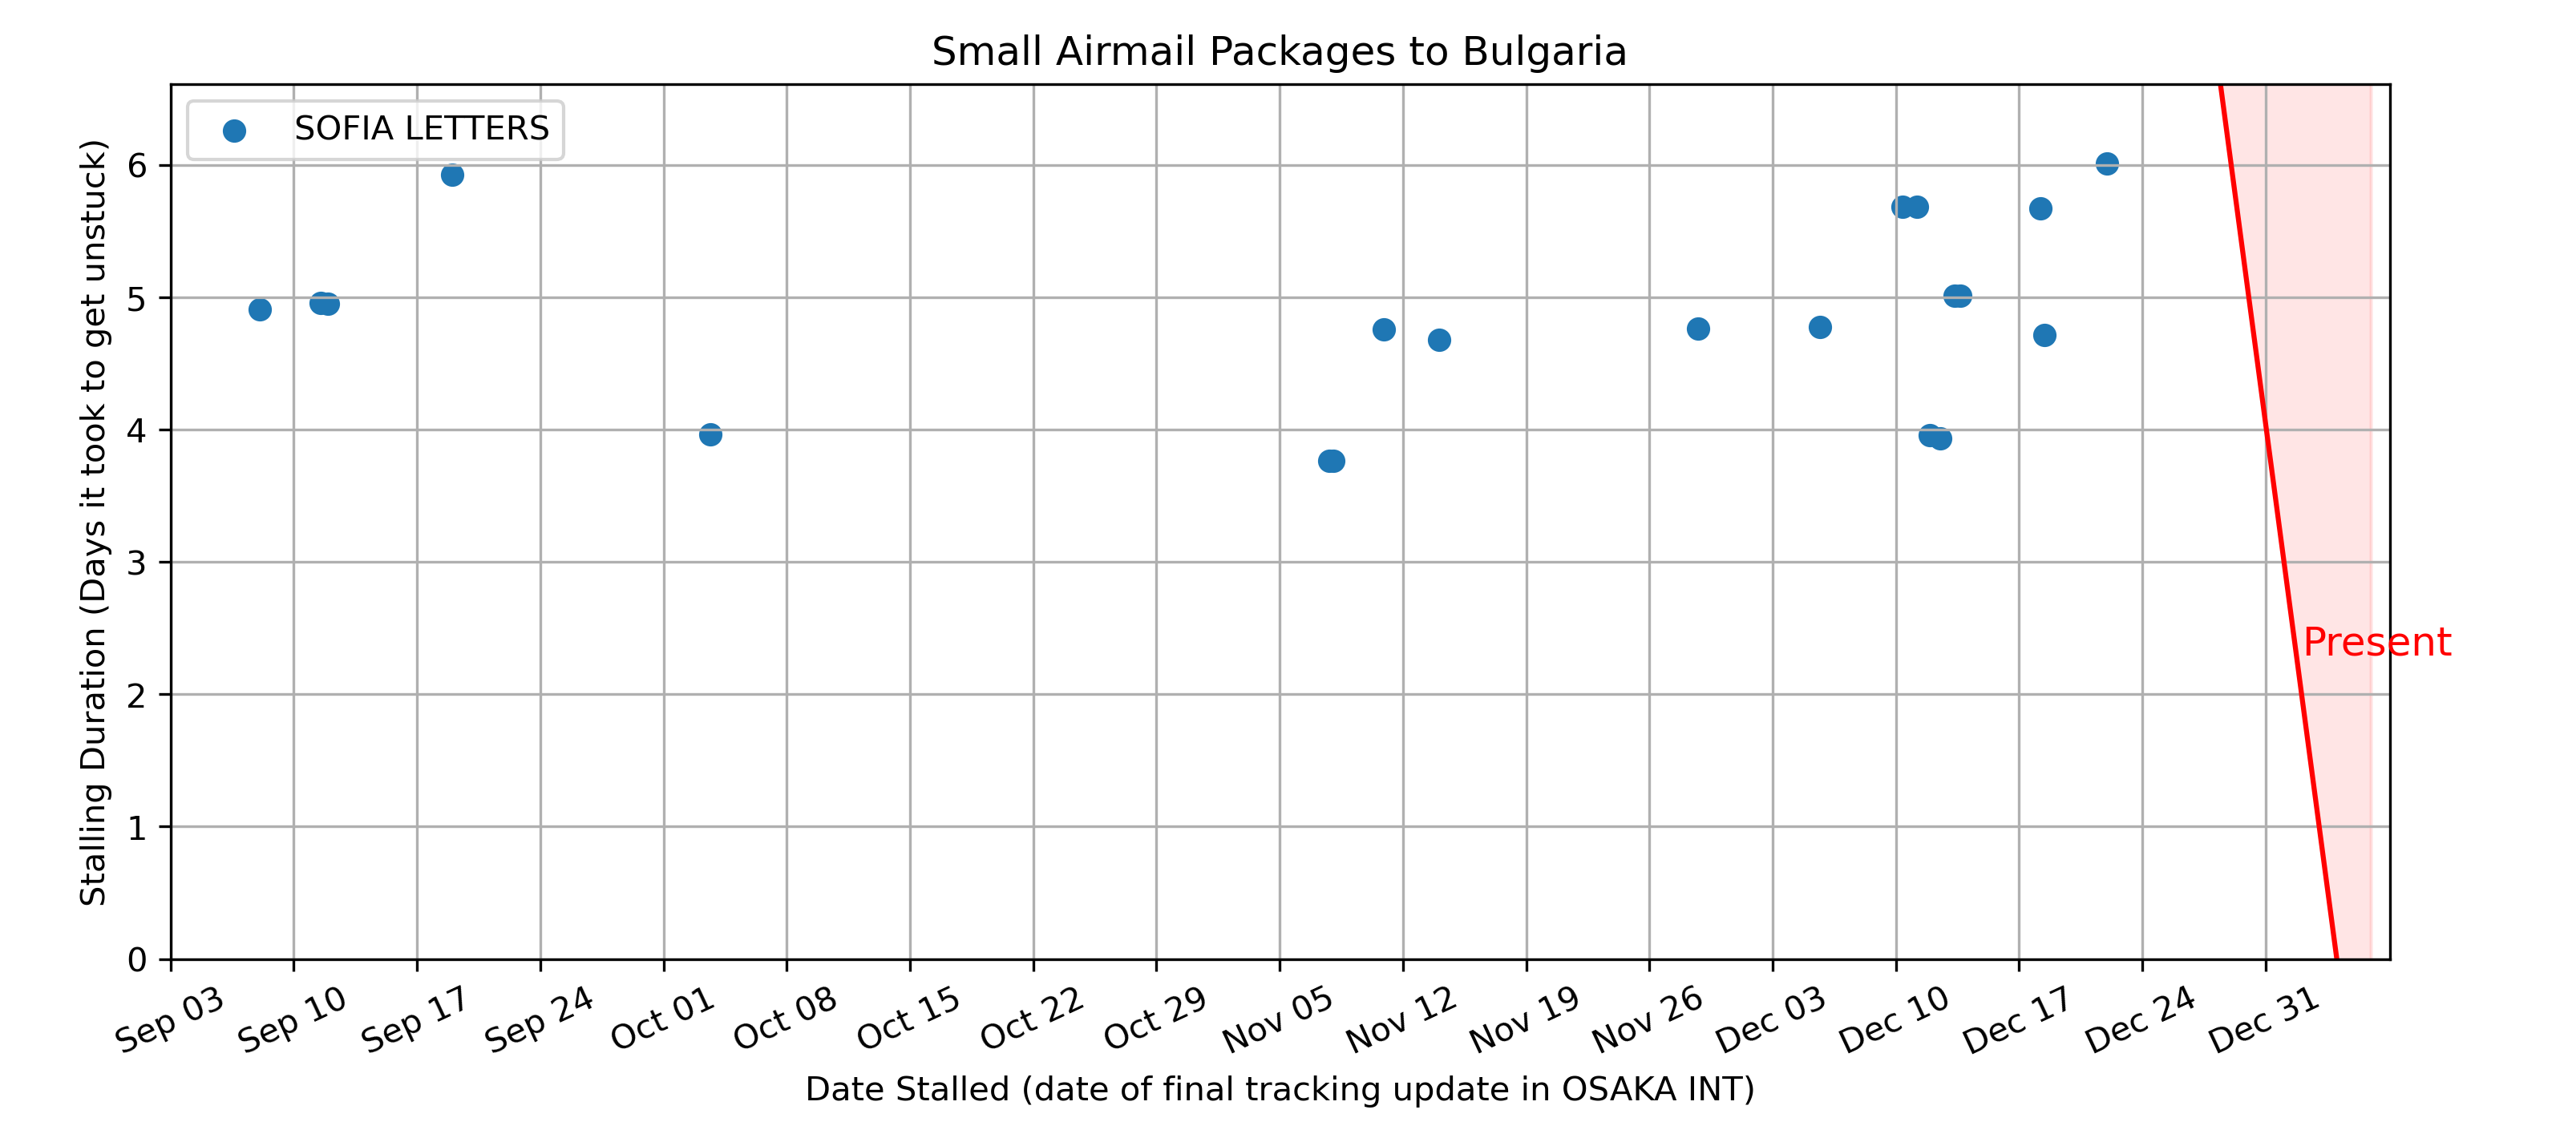 Small Airmail Packages to Bulgaria
SOFIA LETTERS
Stalling Duration (Days it took to get unstuck)
6
5
4
3
2
1
0
Present
Sep 03
Sep 10
Sep 17
Sep 24
Oct 01
Oct 08
Oct 15
Oct 22
Oct 29
Nov 05
Nov 12
Nov 19
Nov 26
Dec 03
Dec 10
Dec 17
Dec 24
Dec 31
Date Stalled (date of final tracking update in OSAKA INT)